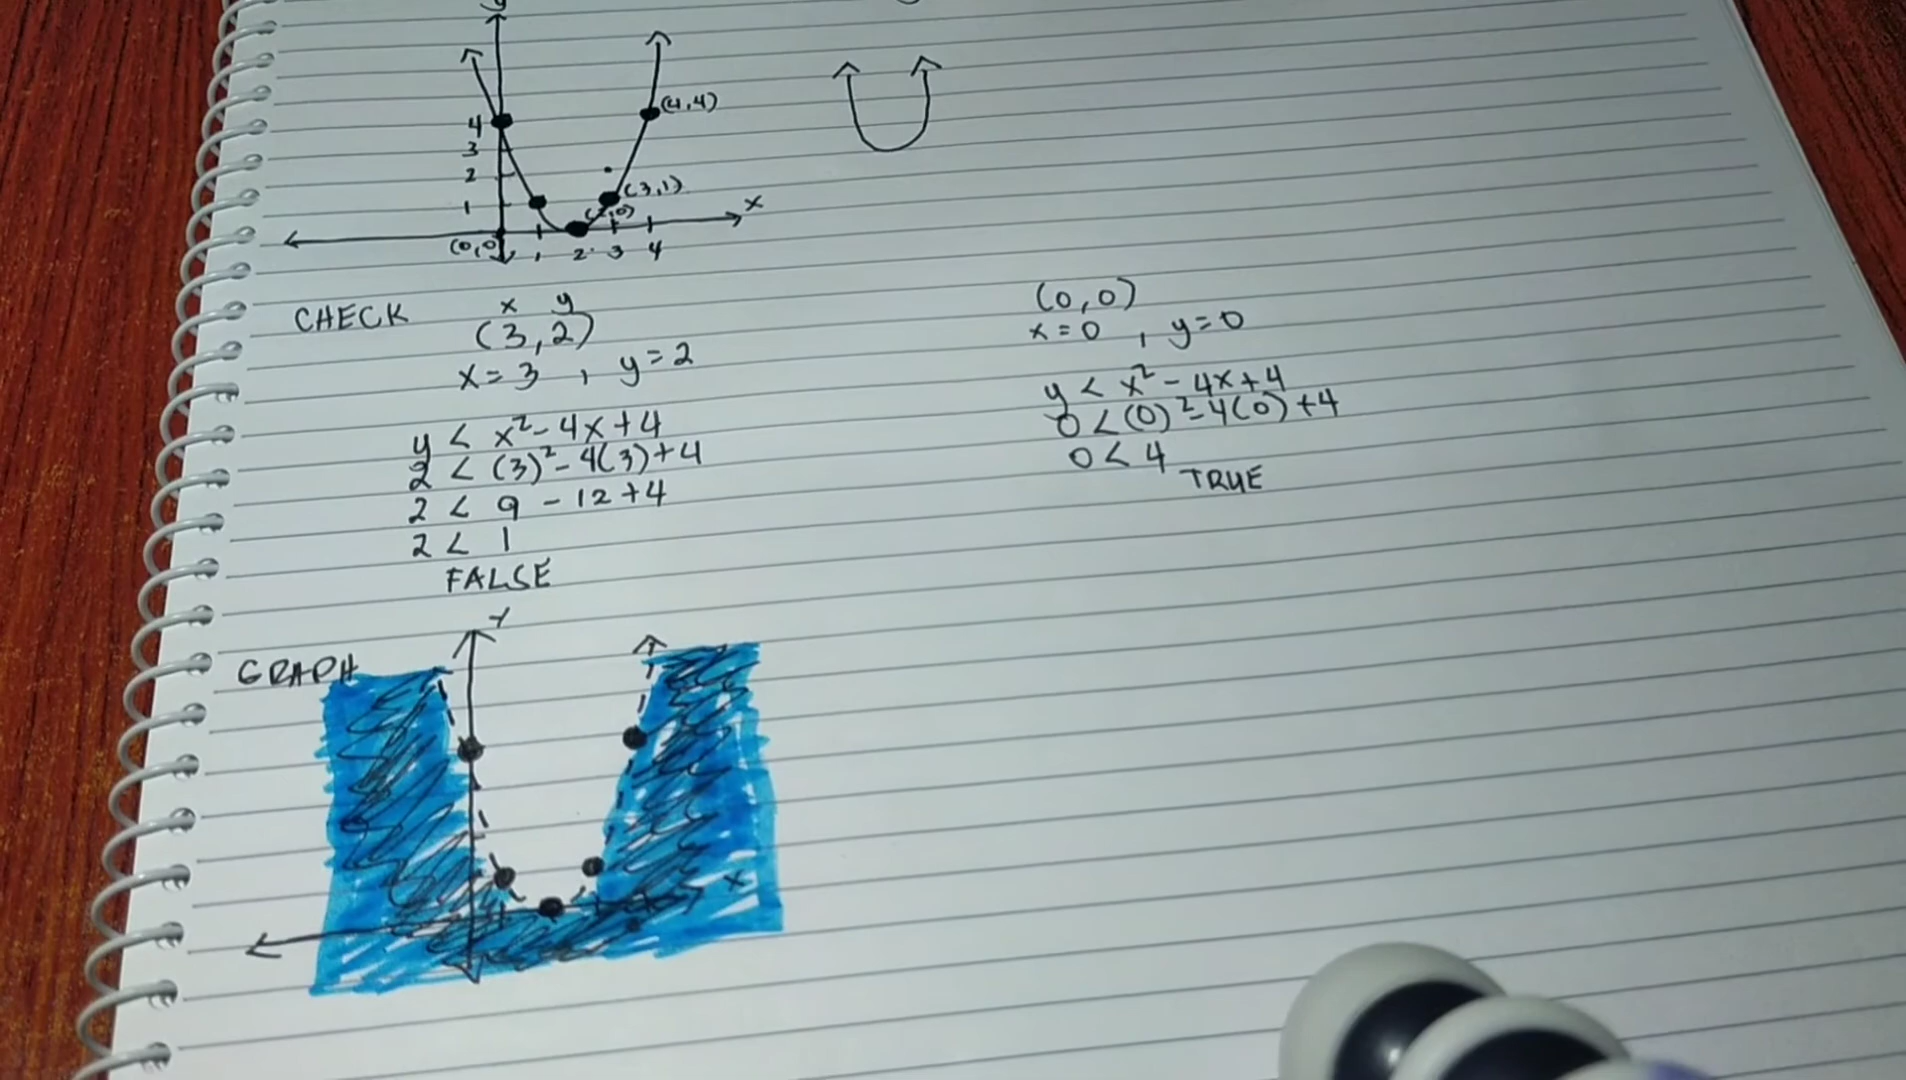 y
(4,4)
4
3
2
(3,1)
1
(2,0)
x
(0,0)
1 2 3 4
CHECK
x y
(3,2)
x=3 , y=2
y < x²-4x+4
2 < (3)²-4(3)+4
2 < 9 - 12 +4
2 < 1
FALSE
(0,0)
x=0 , y=0
y < x²-4x+4
0 < (0)²-4(0)+4
0 < 4
TRUE
Y
GRAPH
x